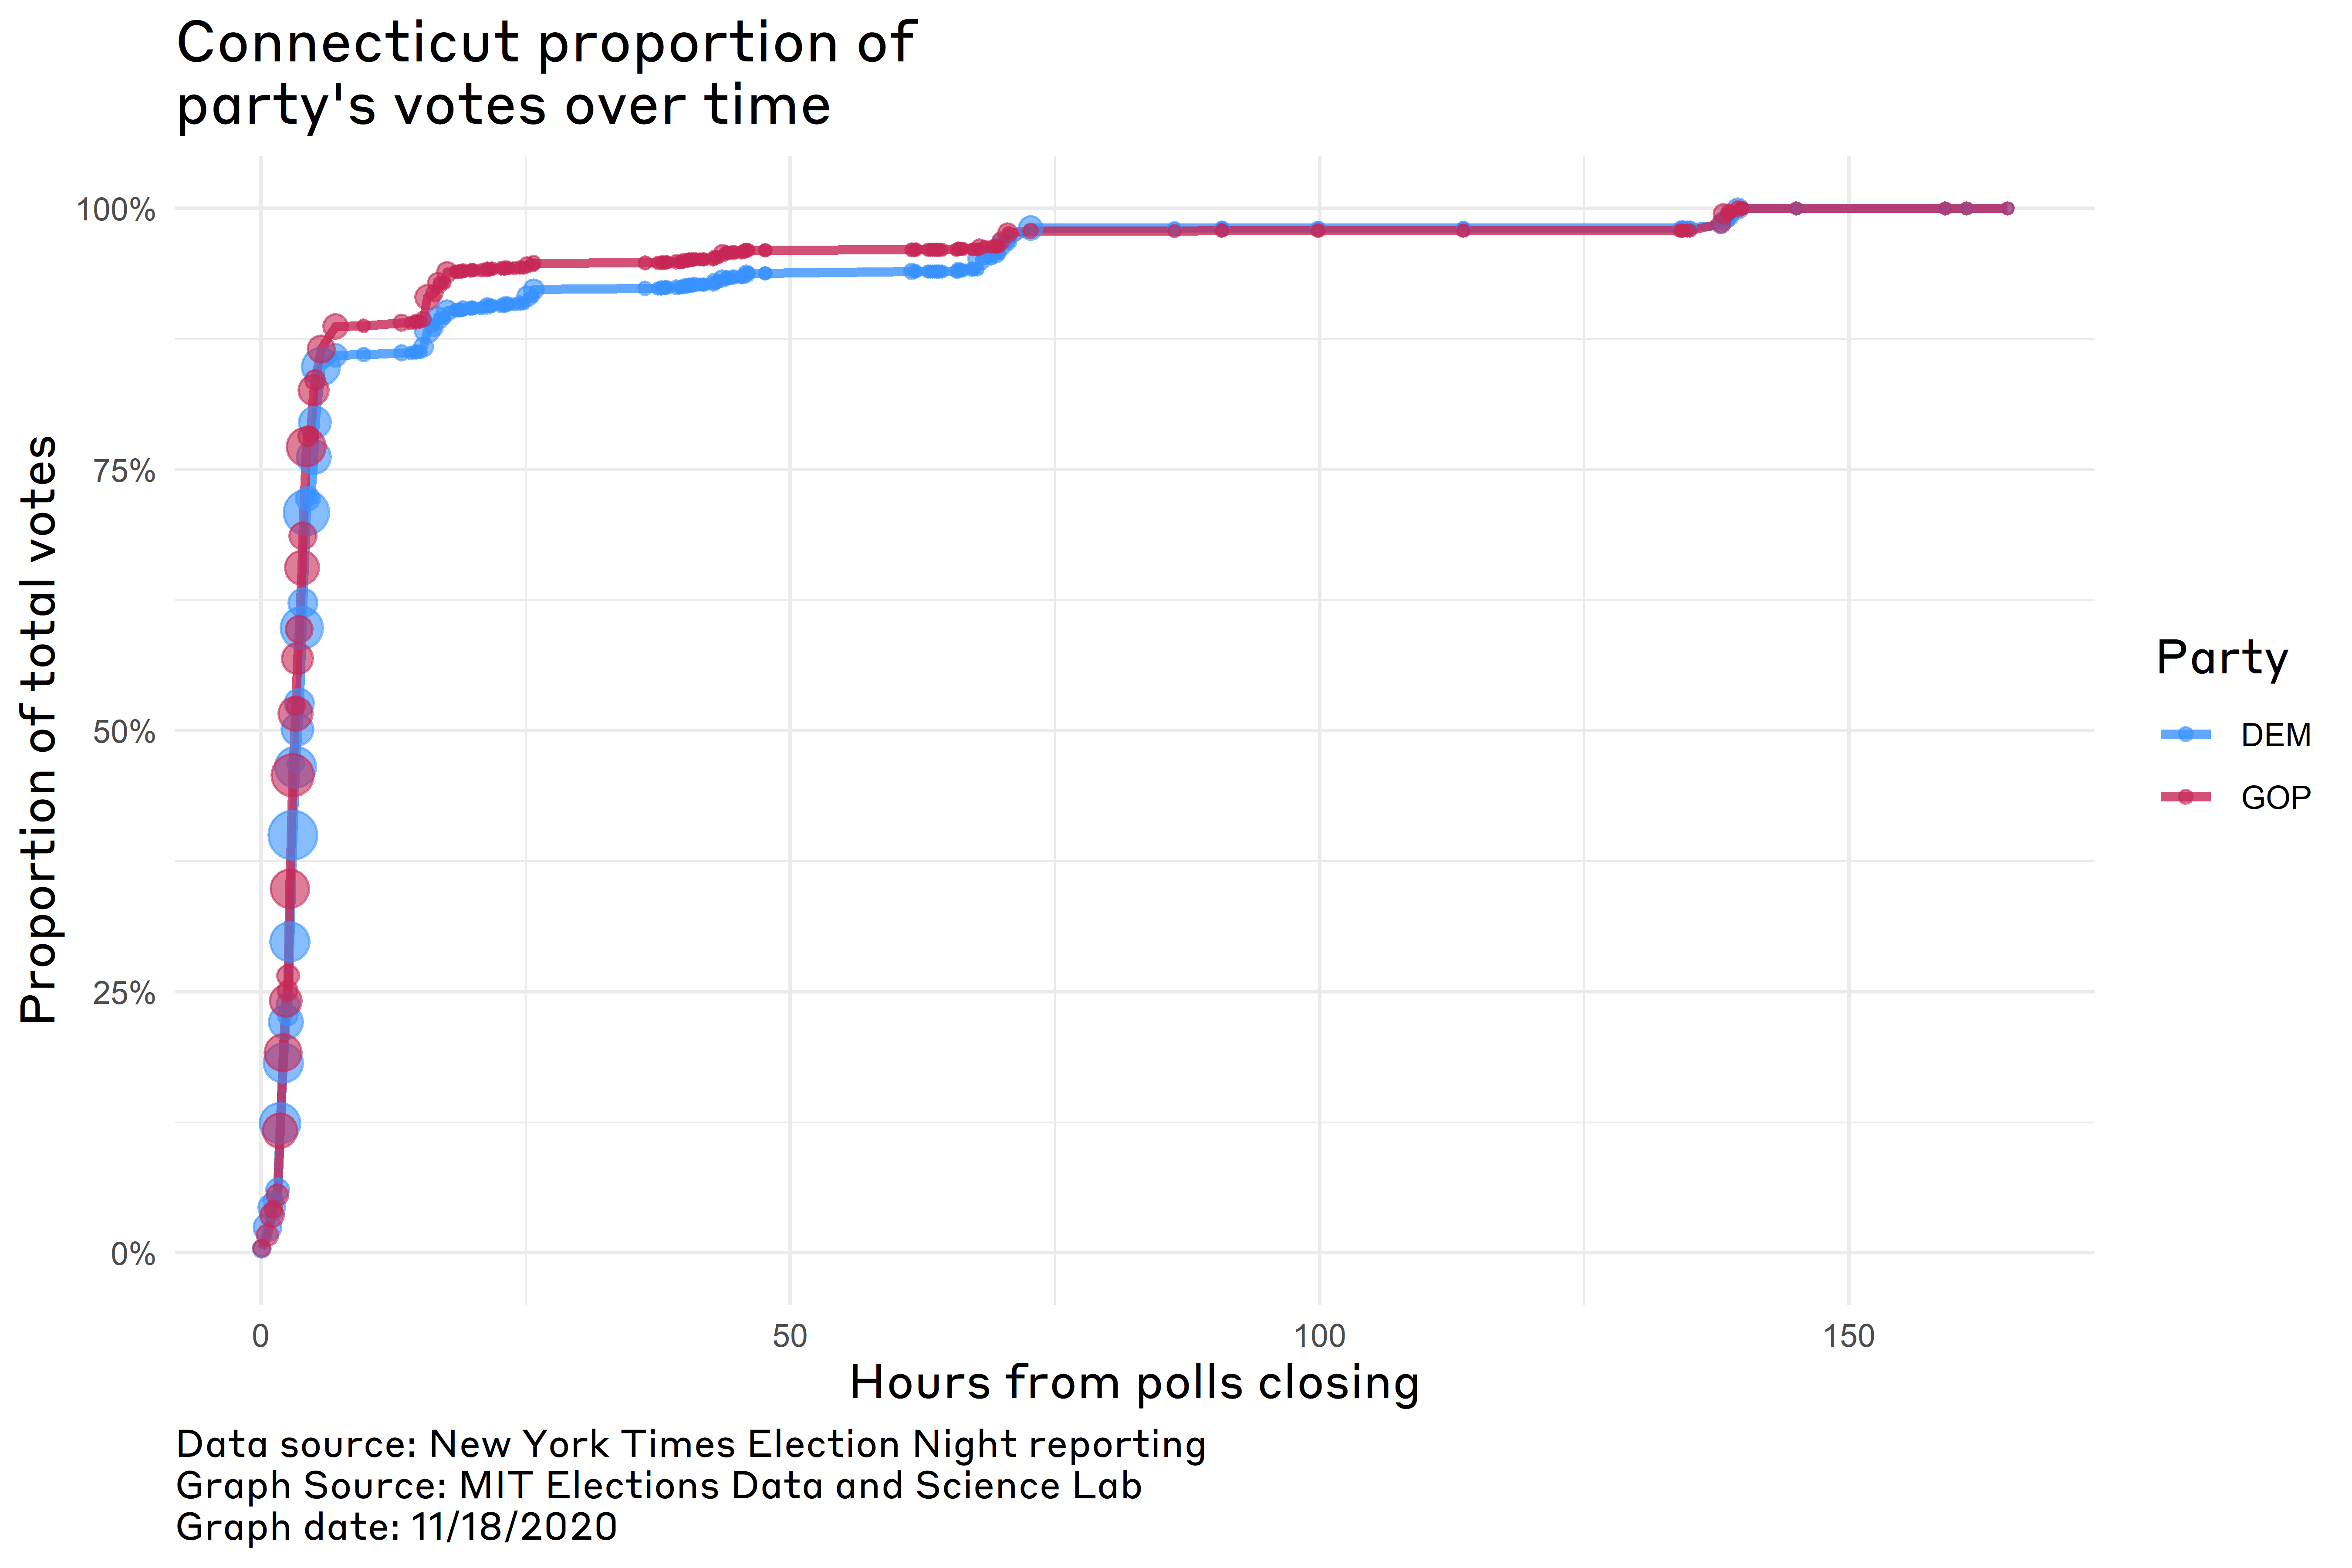 Connecticut proportion of
party's votes over time
Proportion of total votes
100%
75%
50%
25%
0%
0
50
100
150
Hours from polls closing
Party
DEM
GOP
Data source: New York Times Election Night reporting
Graph Source: MIT Elections Data and Science Lab
Graph date: 11/18/2020